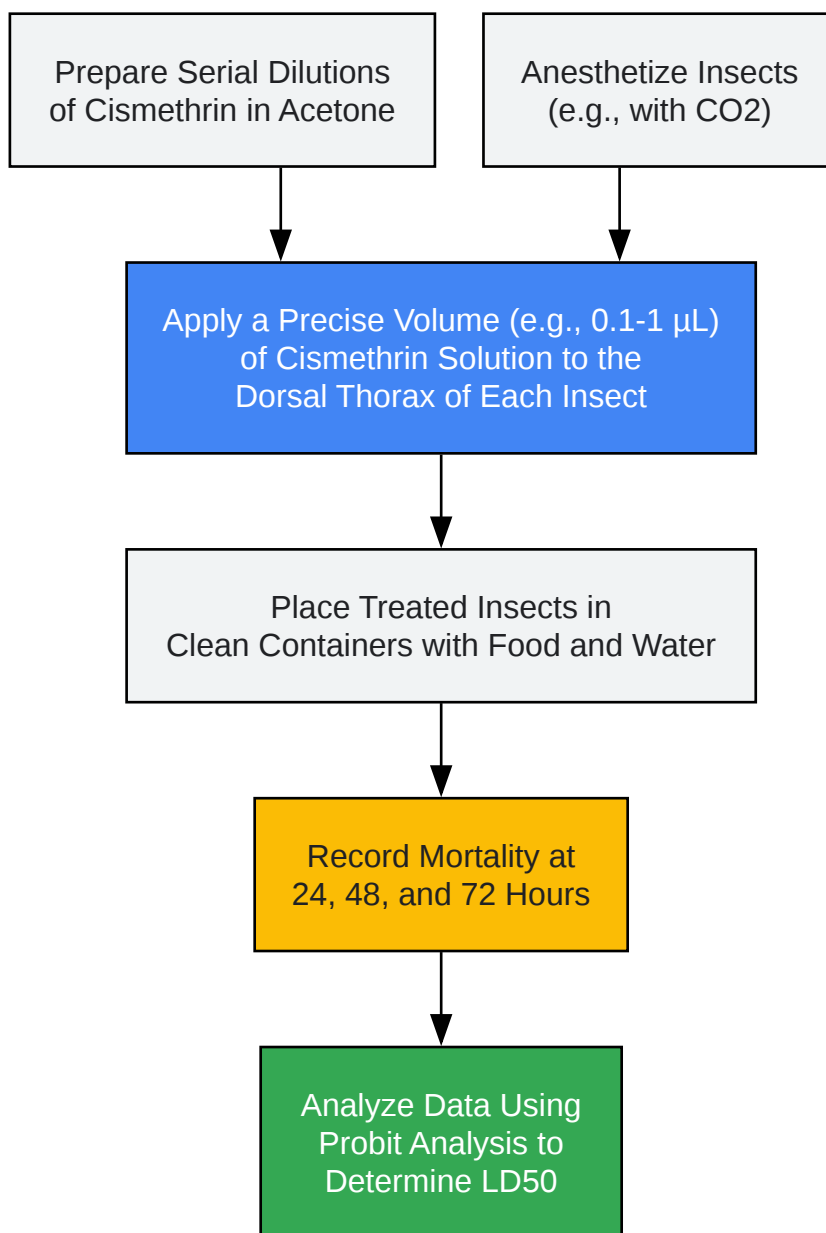 Prepare Serial Dilutions
of Cismethrin in Acetone
Anesthetize Insects
(e.g., with CO2)
Apply a Precise Volume (e.g., 0.1-1 µL)
of Cismethrin Solution to the
Dorsal Thorax of Each Insect
Place Treated Insects in
Clean Containers with Food and Water
Record Mortality at
24, 48, and 72 Hours
Analyze Data Using
Probit Analysis to
Determine LD50